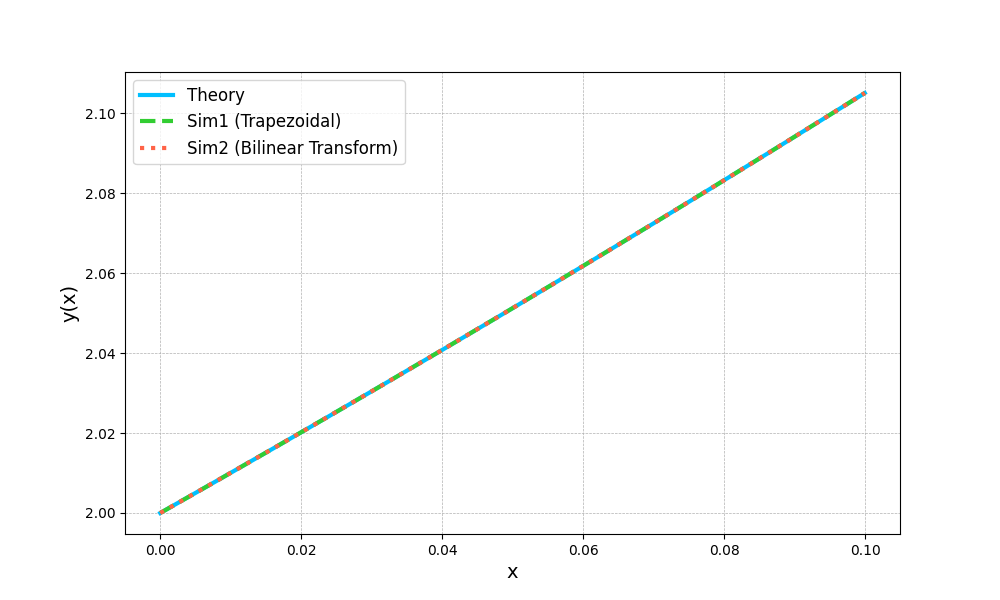 Theory
Sim1 (Trapezoidal)
Sim2 (Bilinear Transform)
2.10
2.08
2.06
2.04
2.02
2.00
y(x)
0.00 0.02 0.04 0.06 0.08 0.10
x